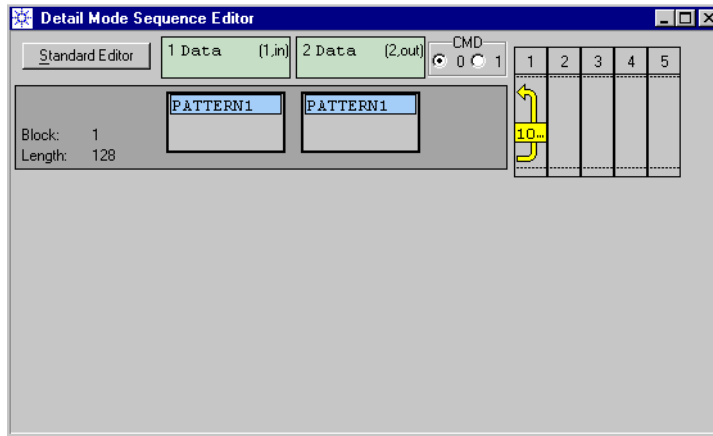 Detail Mode Sequence Editor
Standard Editor
1 Data (1,in)
2 Data (2,out)
CMD
0 1
1 2 3 4 5
PATTERN1
PATTERN1
Block: 1
Length: 128
10...